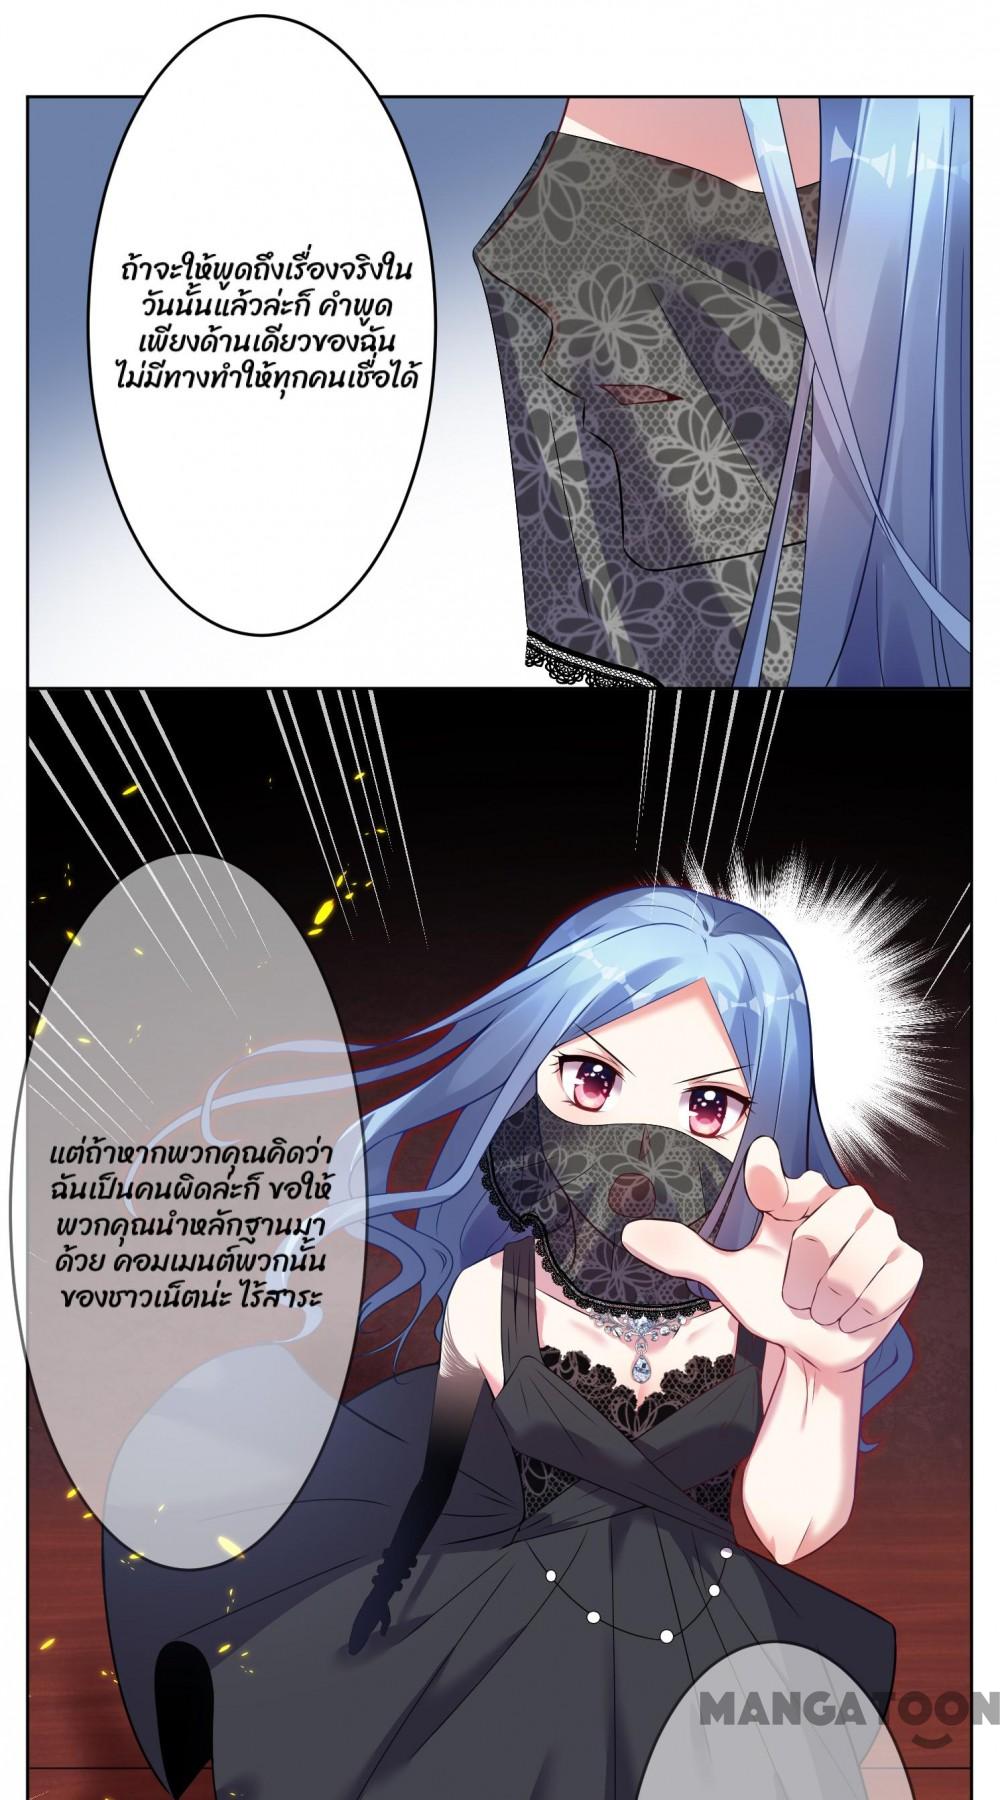 ถ้าจะให้พูดถึงเรื่องจริงใน
วันนั้นแล้วล่ะก็ คำพูด
เพียงด้านเดียวของฉัน
ไม่มีทางทำให้ทุกคนเชื่อได้
แต่ถ้าหากพวกคุณคิดว่า
ฉันเป็นคนผิดล่ะก็ ขอให้
พวกคุณนำหลักฐานมา
ด้วย คอมเมนต์พวกนั้น
ของชาวเน็ตน่ะ ไร้สาระ
MANGATOON